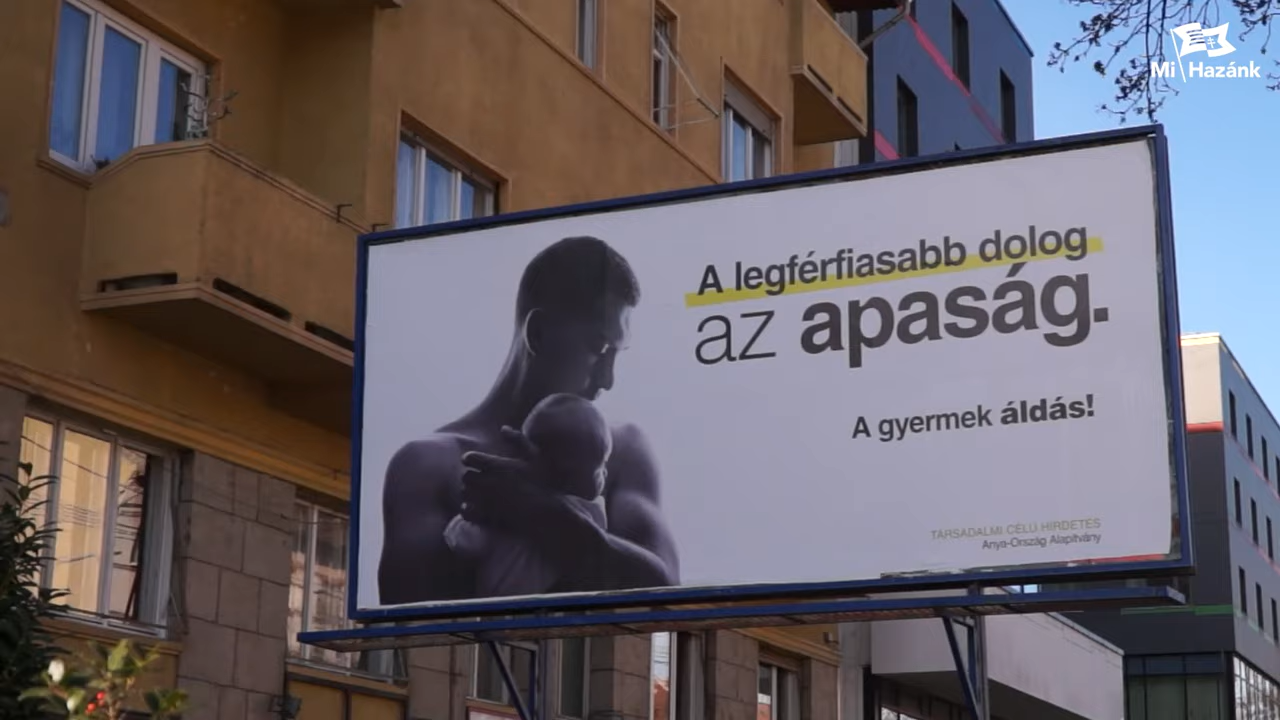 Mi Hazánk
A legférfiasabb dolog
az apaság.
A gyermek áldás!
TÁRSADALMI CÉLÚ HIRDETÉS
Anya-Ország Alapítvány